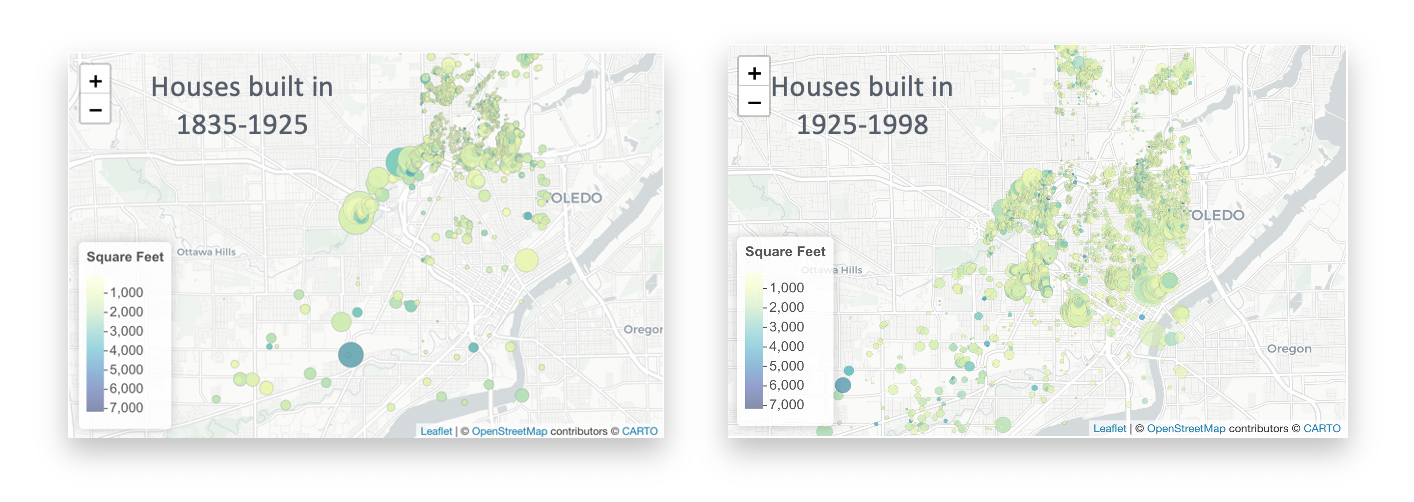 +
−
Houses built in
1835-1925
OLEDO
Ottawa Hills
Square Feet
1,000
2,000
3,000
4,000
5,000
6,000
7,000
Oregor
Leaflet | © OpenStreetMap contributors © CARTO
+
−
Houses built in
1925-1998
OLEDO
Ottawa Hills
Square Feet
1,000
2,000
3,000
4,000
5,000
6,000
7,000
Oregon
Leaflet | © OpenStreetMap contributors © CARTO